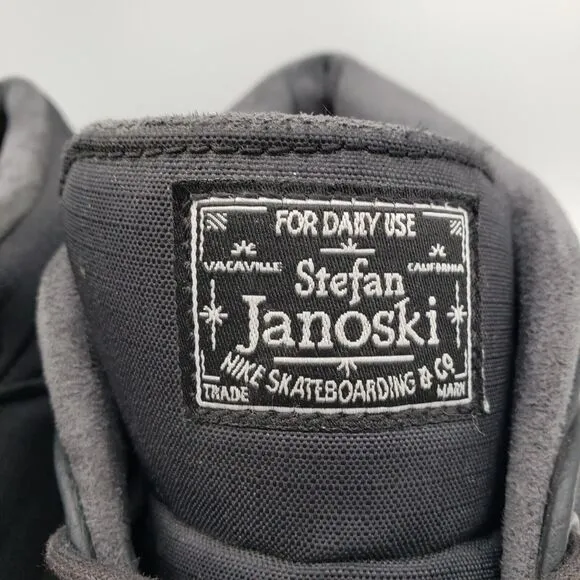 FOR DAILY USE
VACAVILLE CALIFORNIA
Stefan
Janoski
NIKE SKATEBOARDING & CO
TRADE MARK